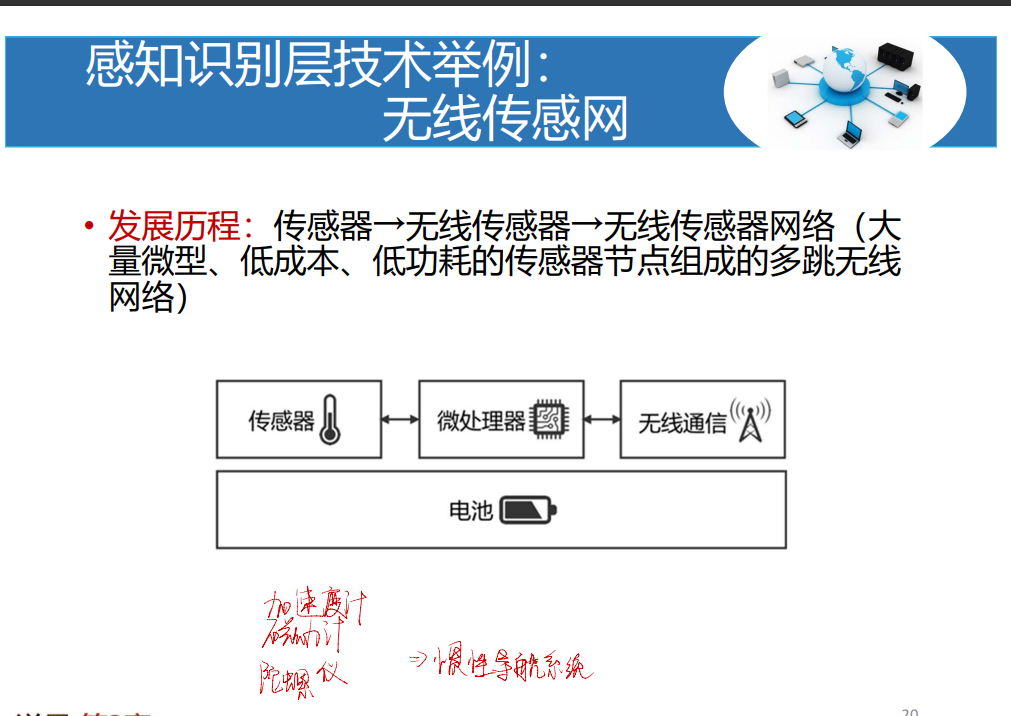 感知识别层技术举例：
无线传感网
• 发展历程：传感器→无线传感器→无线传感器网络（大
量微型、低成本、低功耗的传感器节点组成的多跳无线
网络）
传感器
微处理器
无线通信
电池
加速度计
磁力计
陀螺仪
⇒惯性导航系统
20